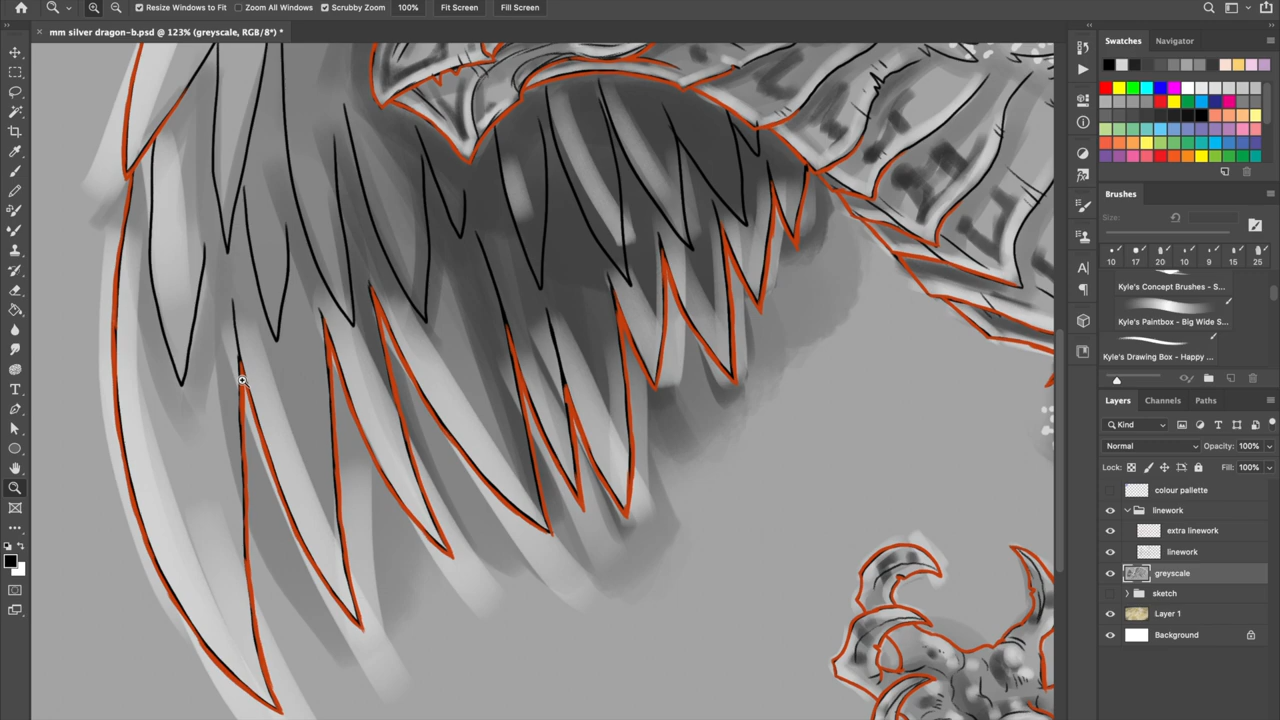 Resize Windows to Fit Zoom All Windows Scrubby Zoom 100% Fit Screen Fill Screen
mm silver dragon-b.psd @ 123% (greyscale, RGB/8*) *
Swatches Navigator
Brushes
Size:
10 17 20 10 9 15 25
Kyle's Concept Brushes - S...
Kyle's Paintbox - Big Wide S...
Kyle's Drawing Box - Happy ...
Layers Channels Paths
Kind
Normal Opacity: 100%
Lock: Fill: 100%
colour pallette
linework
extra linework
linework
greyscale
sketch
Layer 1
Background